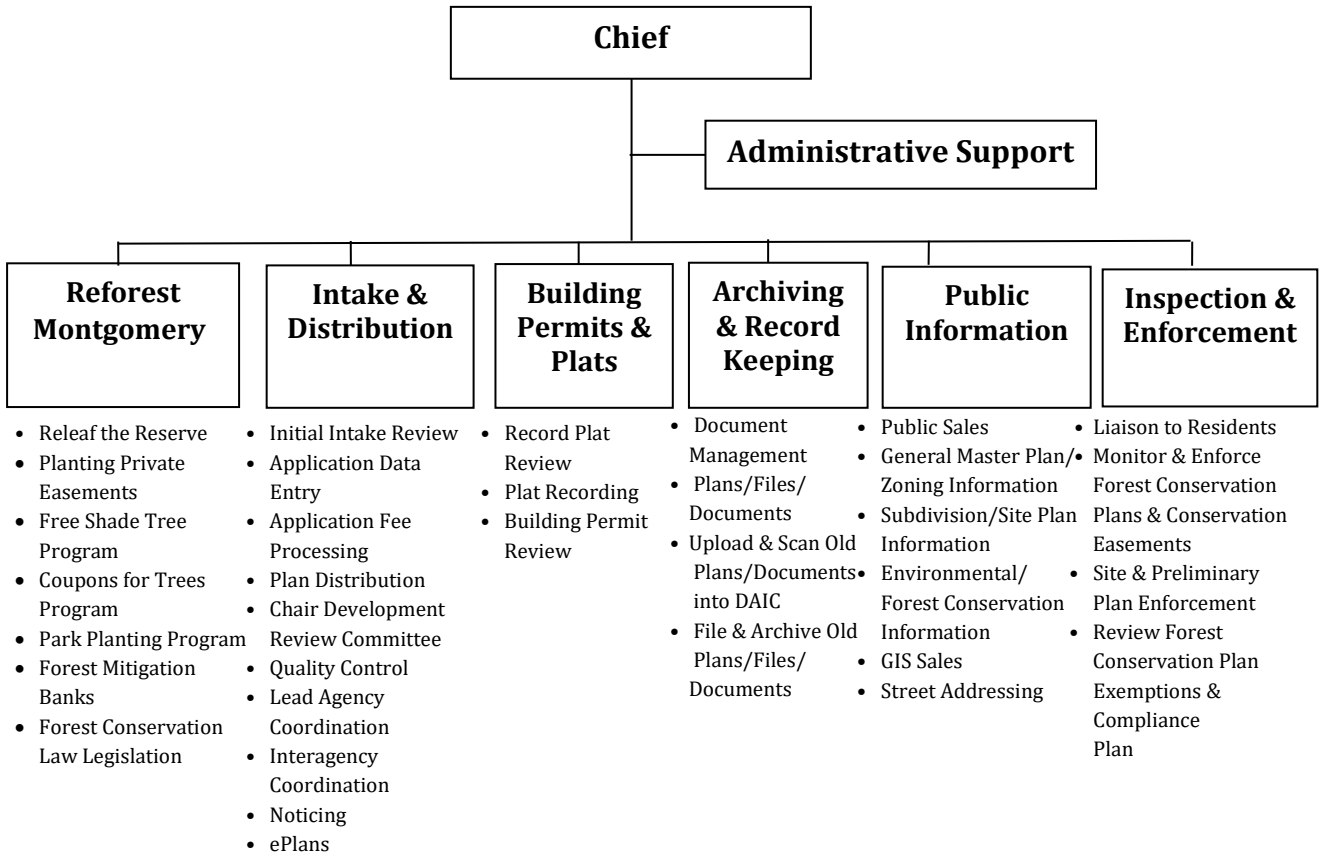 Chief
Administrative Support
Reforest
Montgomery
• Releaf the Reserve
• Planting Private
Easements
• Free Shade Tree
Program
• Coupons for Trees
Program
• Park Planting Program
• Forest Mitigation
Banks
• Forest Conservation
Law Legislation
Intake &
Distribution
• Initial Intake Review
• Application Data
Entry
• Application Fee
Processing
• Plan Distribution
• Chair Development
Review Committee
• Quality Control
• Lead Agency
Coordination
• Interagency
Coordination
• Noticing
• ePlans
Building
Permits &
Plats
• Record Plat
Review
• Plat Recording
• Building Permit
Review
Archiving
& Record
Keeping
• Document
Management
• Plans/Files/
Documents
• Upload & Scan Old
Plans/Documents
into DAIC
• File & Archive Old
Plans/Files/
Documents
Public
Information
• Public Sales
• General Master Plan/
Zoning Information
• Subdivision/Site Plan
Information
• Environmental/
Forest Conservation
Information
• GIS Sales
• Street Addressing
Inspection &
Enforcement
• Liaison to Residents
• Monitor & Enforce
Forest Conservation
Plans & Conservation
Easements
• Site & Preliminary
Plan Enforcement
• Review Forest
Conservation Plan
Exemptions &
Compliance
Plan